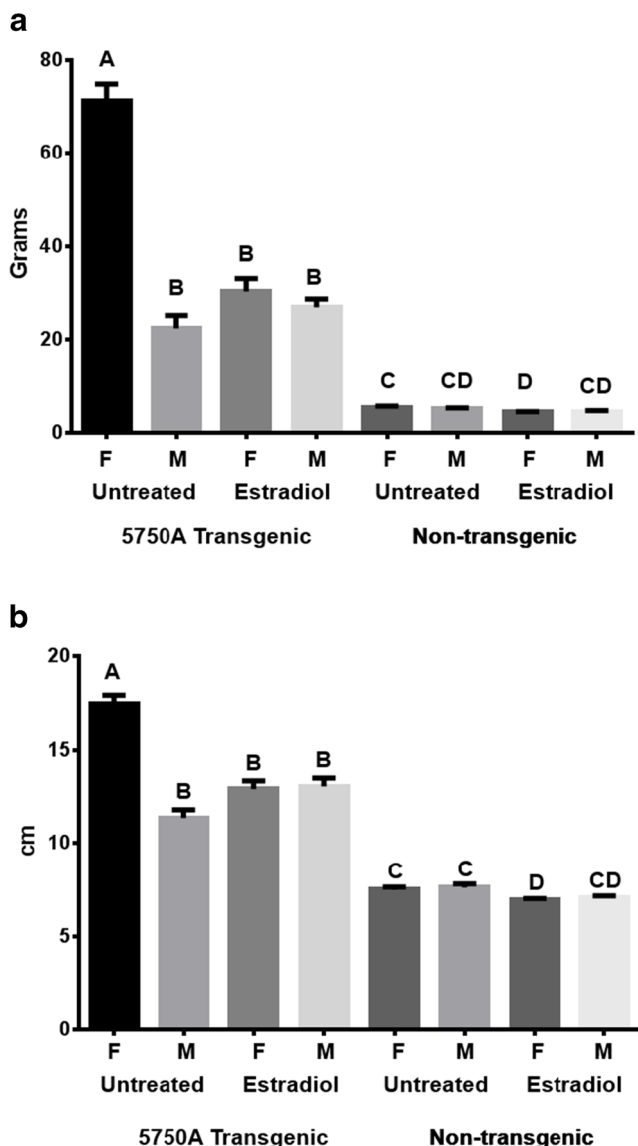 a
80
60
40
20
0
Grams
A
B
B
B
C
CD
D
CD
F M F M F M F M
Untreated Estradiol Untreated Estradiol
5750A Transgenic Non-transgenic
b
20
15
10
5
0
cm
A
B
B
B
C
C
D
CD
F M F M F M F M
Untreated Estradiol Untreated Estradiol
5750A Transgenic Non-transgenic